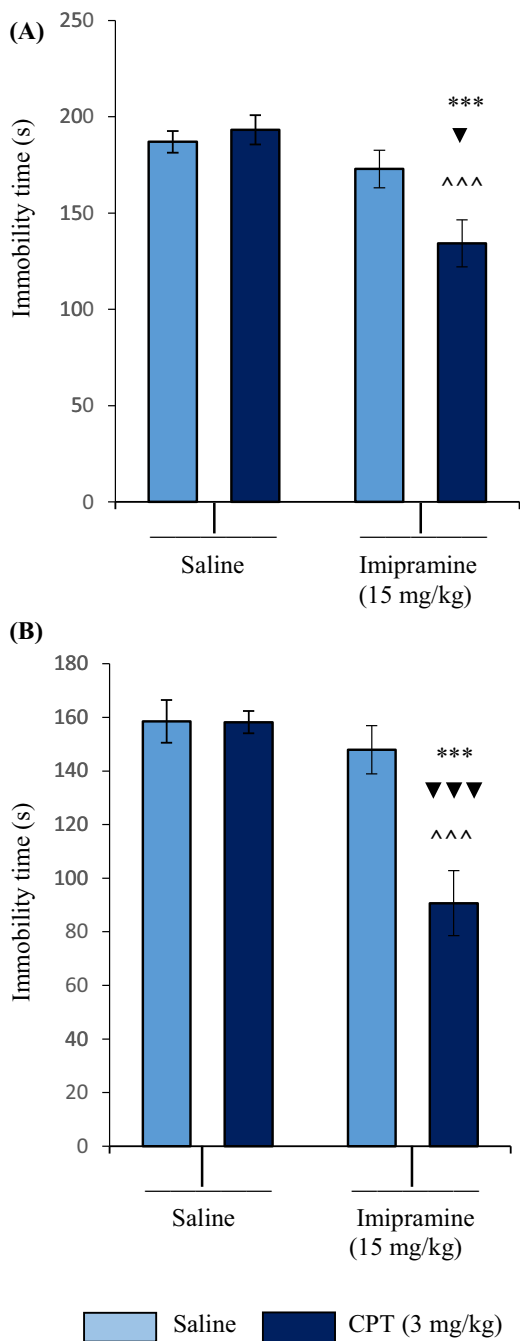 (A)
250
200
150
100
50
0
Immobility time (s)
***
▼
^^^
Saline
Imipramine
(15 mg/kg)
(B)
180
160
140
120
100
80
60
40
20
0
Immobility time (s)
***
▼▼▼
^^^
Saline
Imipramine
(15 mg/kg)
Saline
CPT (3 mg/kg)